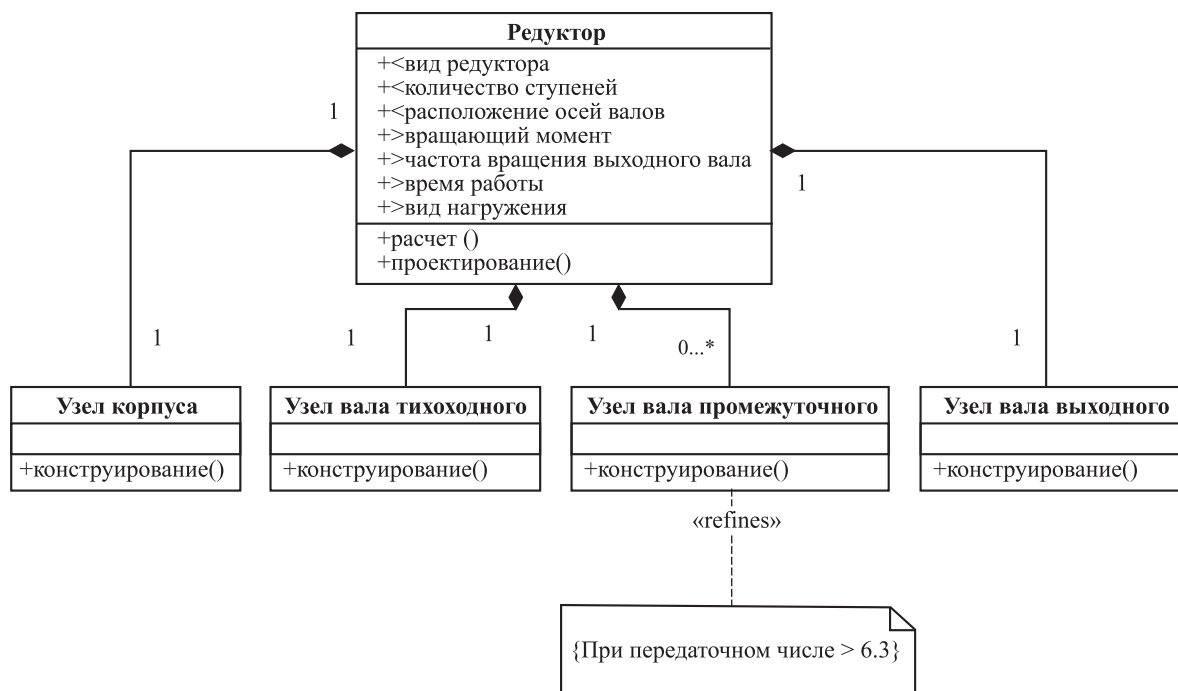 Редуктор
+<вид редуктора
+<количество ступеней
+<расположение осей валов
+>вращающий момент
+>частота вращения выходного вала
+>время работы
+>вид нагружения
+расчет ()
+проектирование()
1
1
1
1
1
1
0...*
1
Узел корпуса
+конструирование()
Узел вала тихоходного
+конструирование()
Узел вала промежуточного
+конструирование()
Узел вала выходного
+конструирование()
«refines»
{При передаточном числе > 6.3}